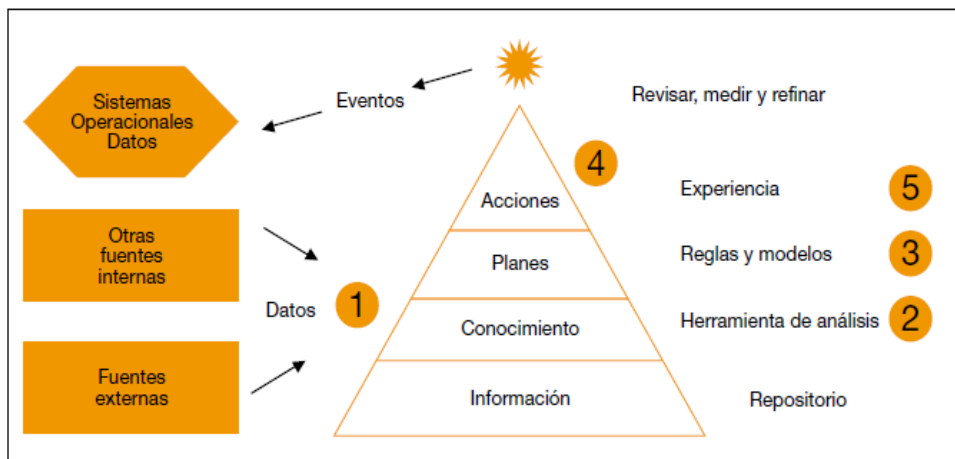 Sistemas
Operacionales
Datos
Eventos
Revisar, medir y refinar
4
Acciones
Experiencia
5
Otras
fuentes
internas
Planes
Reglas y modelos
3
Datos
1
Conocimiento
Herramienta de análisis
2
Fuentes
externas
Información
Repositorio